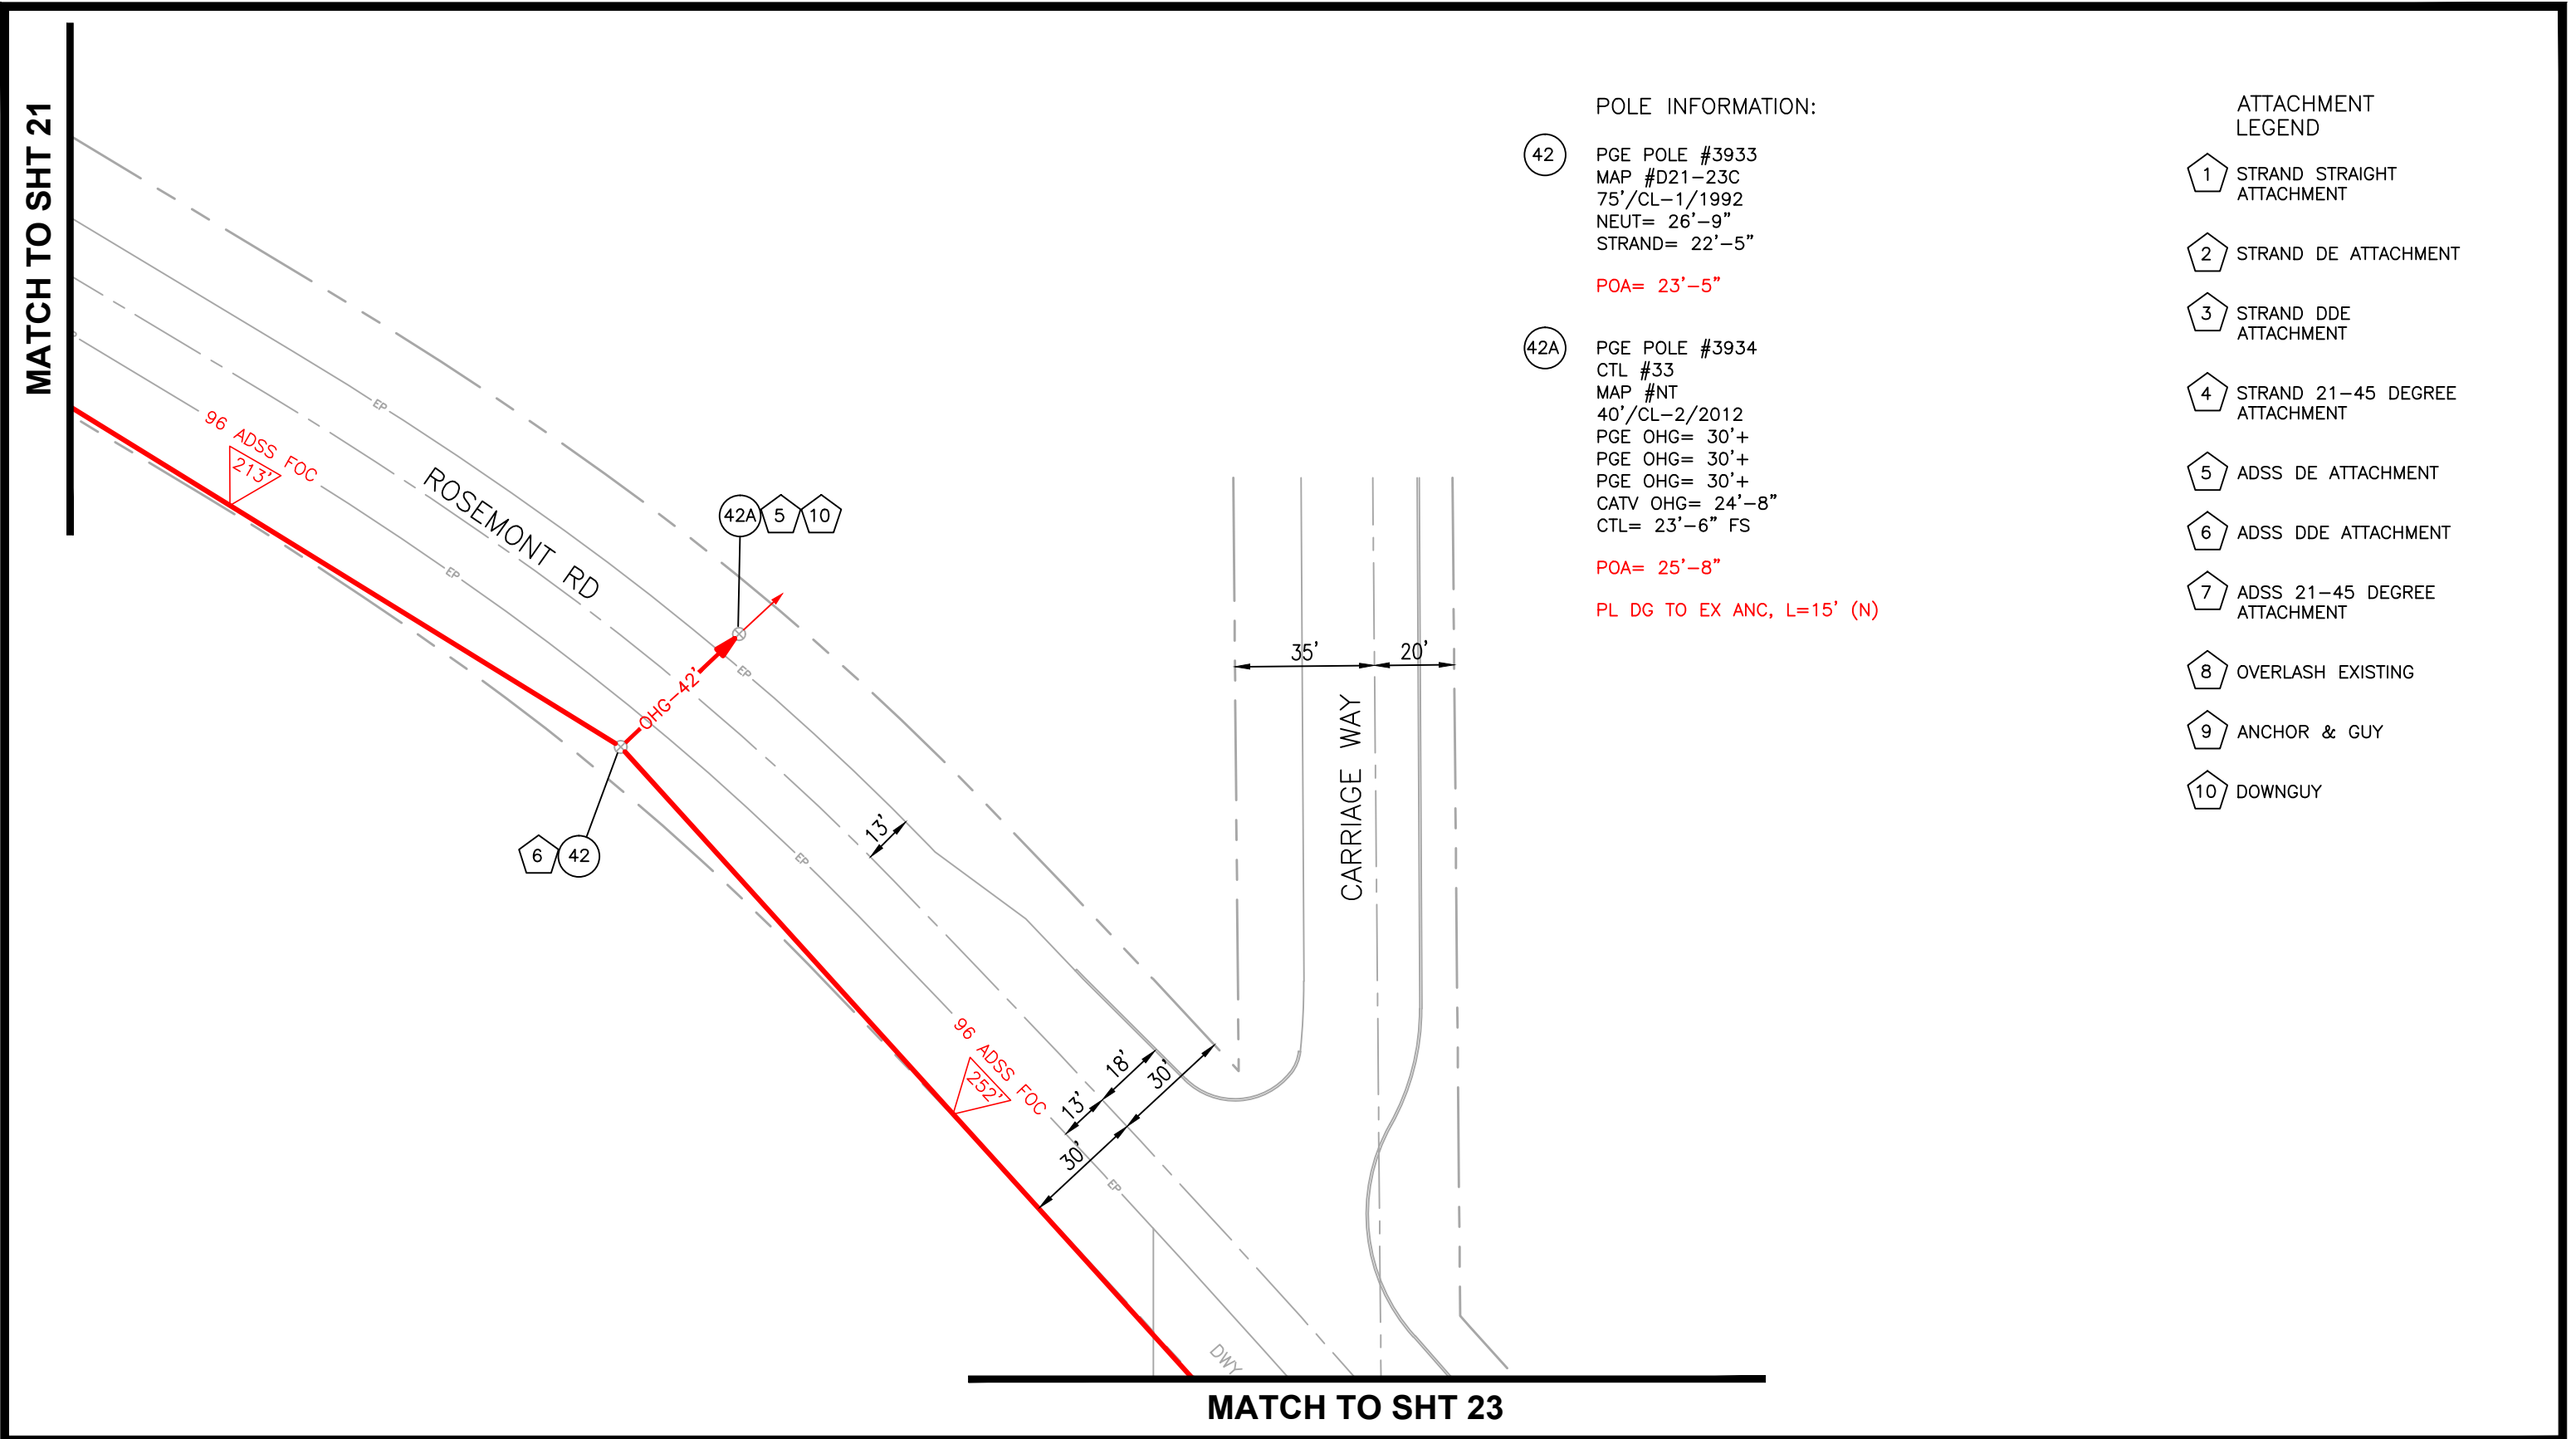 MATCH TO SHT 21
96 ADSS FOC
213'
ROSEMONT RD
EP
EP
EP
EP
EP
42A
5
10
OHG-42'
6
42
13'
96 ADSS FOC
252'
13'
18'
30'
30'
35'
20'
CARRIAGE WAY
DWY
MATCH TO SHT 23
POLE INFORMATION:
42
PGE POLE #3933
MAP #D21-23C
75'/CL-1/1992
NEUT= 26'-9"
STRAND= 22'-5"
POA= 23'-5"
42A
PGE POLE #3934
CTL #33
MAP #NT
40'/CL-2/2012
PGE OHG= 30'+
PGE OHG= 30'+
PGE OHG= 30'+
CATV OHG= 24'-8"
CTL= 23'-6" FS
POA= 25'-8"
PL DG TO EX ANC, L=15' (N)
ATTACHMENT
LEGEND
1 STRAND STRAIGHT
ATTACHMENT
2 STRAND DE ATTACHMENT
3 STRAND DDE
ATTACHMENT
4 STRAND 21-45 DEGREE
ATTACHMENT
5 ADSS DE ATTACHMENT
6 ADSS DDE ATTACHMENT
7 ADSS 21-45 DEGREE
ATTACHMENT
8 OVERLASH EXISTING
9 ANCHOR & GUY
10 DOWNGUY